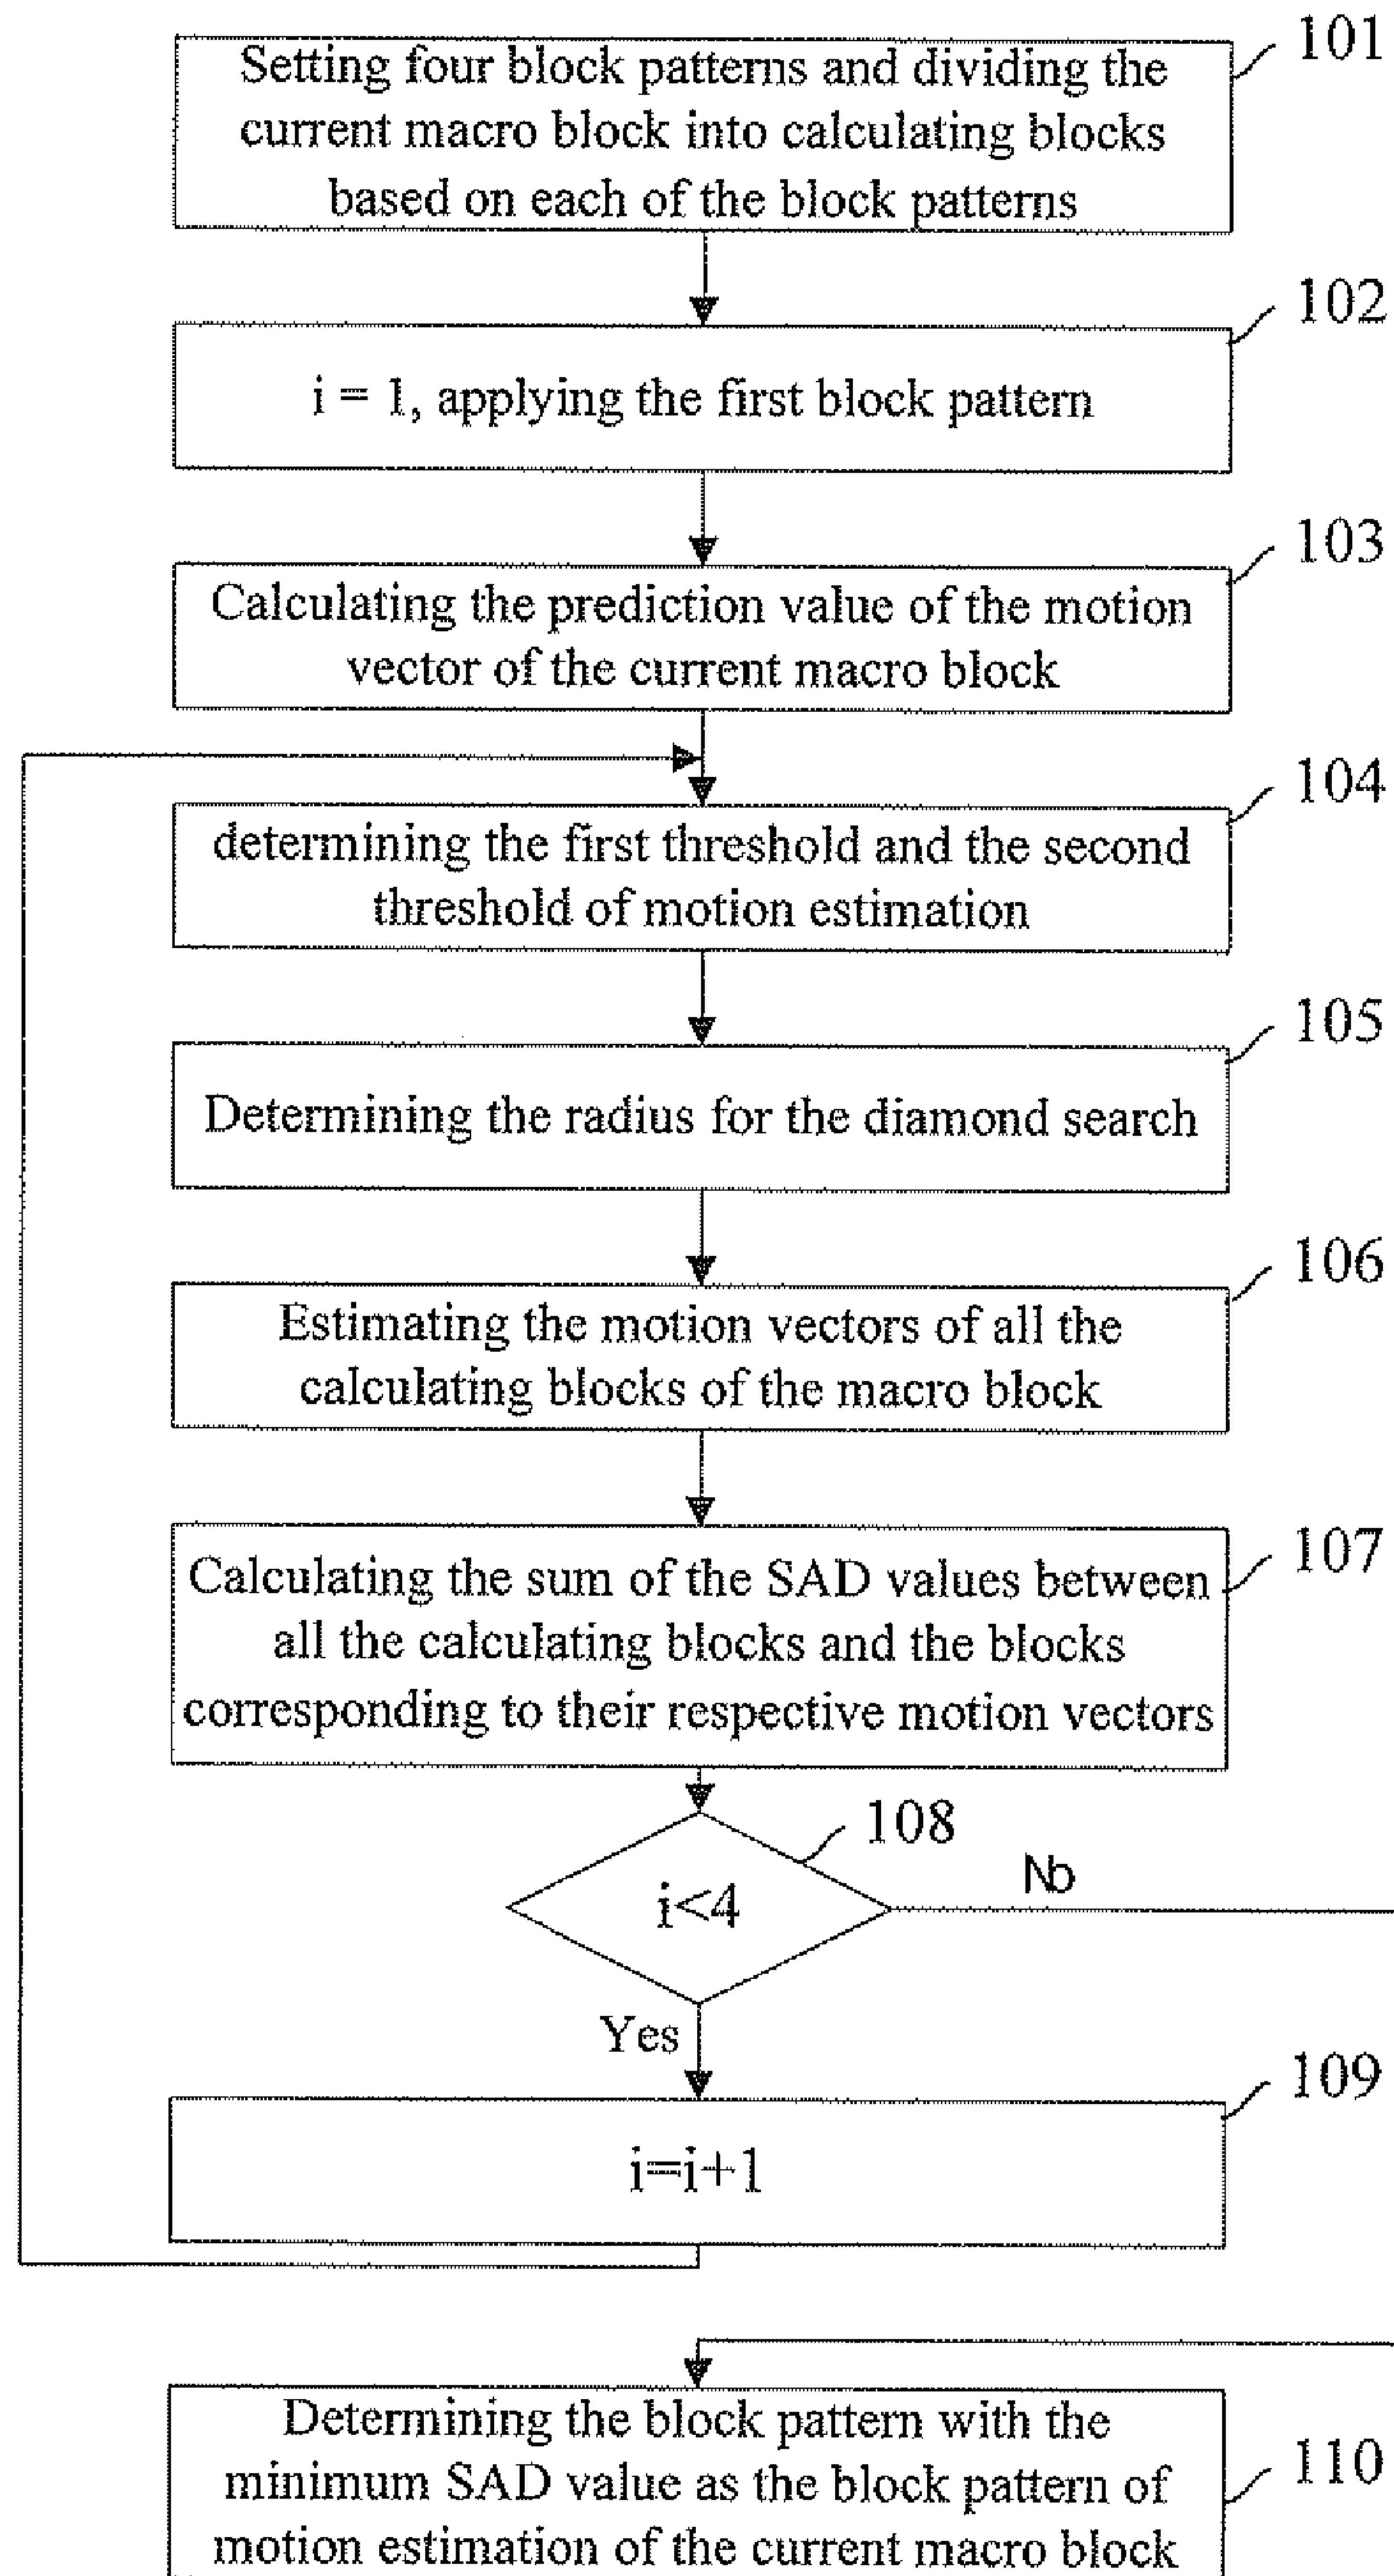 101
Setting four block patterns and dividing the
current macro block into calculating blocks
based on each of the block patterns
102
i = 1, applying the first block pattern
103
Calculating the prediction value of the motion
vector of the current macro block
104
determining the first threshold and the second
threshold of motion estimation
105
Determining the radius for the diamond search
106
Estimating the motion vectors of all the
calculating blocks of the macro block
107
Calculating the sum of the SAD values between
all the calculating blocks and the blocks
corresponding to their respective motion vectors
108
i<4
No
Yes
109
i=i+1
110
Determining the block pattern with the
minimum SAD value as the block pattern of
motion estimation of the current macro block